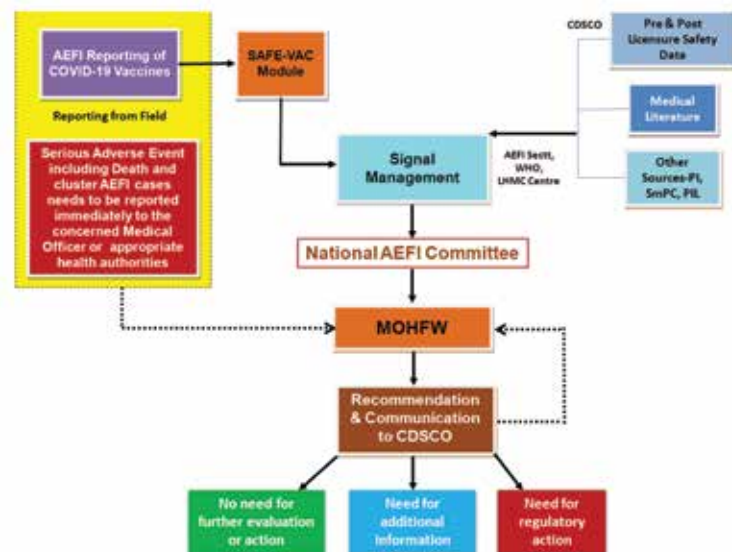 AEFI Reporting of
COVID-19 Vaccines
Reporting from Field
Serious Adverse Event
including Death and
cluster AEFI cases
needs to be reported
immediately to the
concerned Medical
Officer or appropriate
health authorities
SAFE-VAC
Module
Signal
Management
CDSCO
AEFI Sectt,
WHO,
LHMC Centre
Pre & Post
Licensure Safety
Data
Medical
Literature
Other
Sources-PI,
SmPC, PIL
National AEFI Committee
MOHFW
Recommendation
& Communication
to CDSCO
No need for
further evaluation
or action
Need for
additional
Information
Need for
regulatory
action